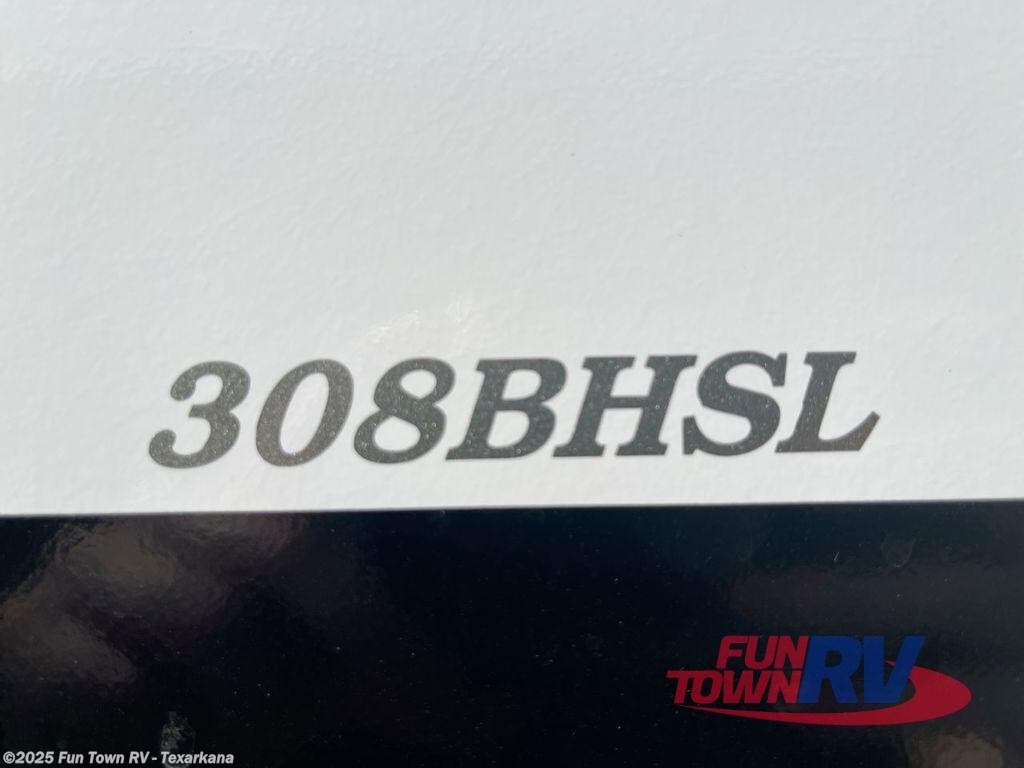 308BHSL
FUN
TOWN RV
©2025 Fun Town RV - Texarkana